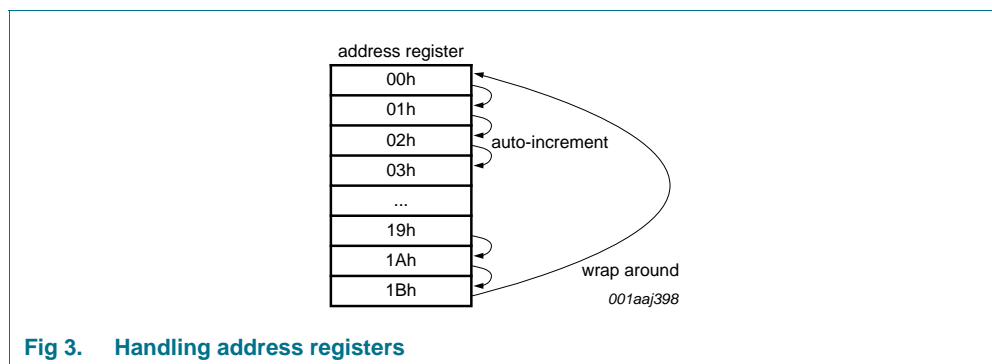 address register
00h
01h
02h
auto-increment
03h
...
19h
1Ah
wrap around
1Bh
001aaj398
Fig 3. Handling address registers